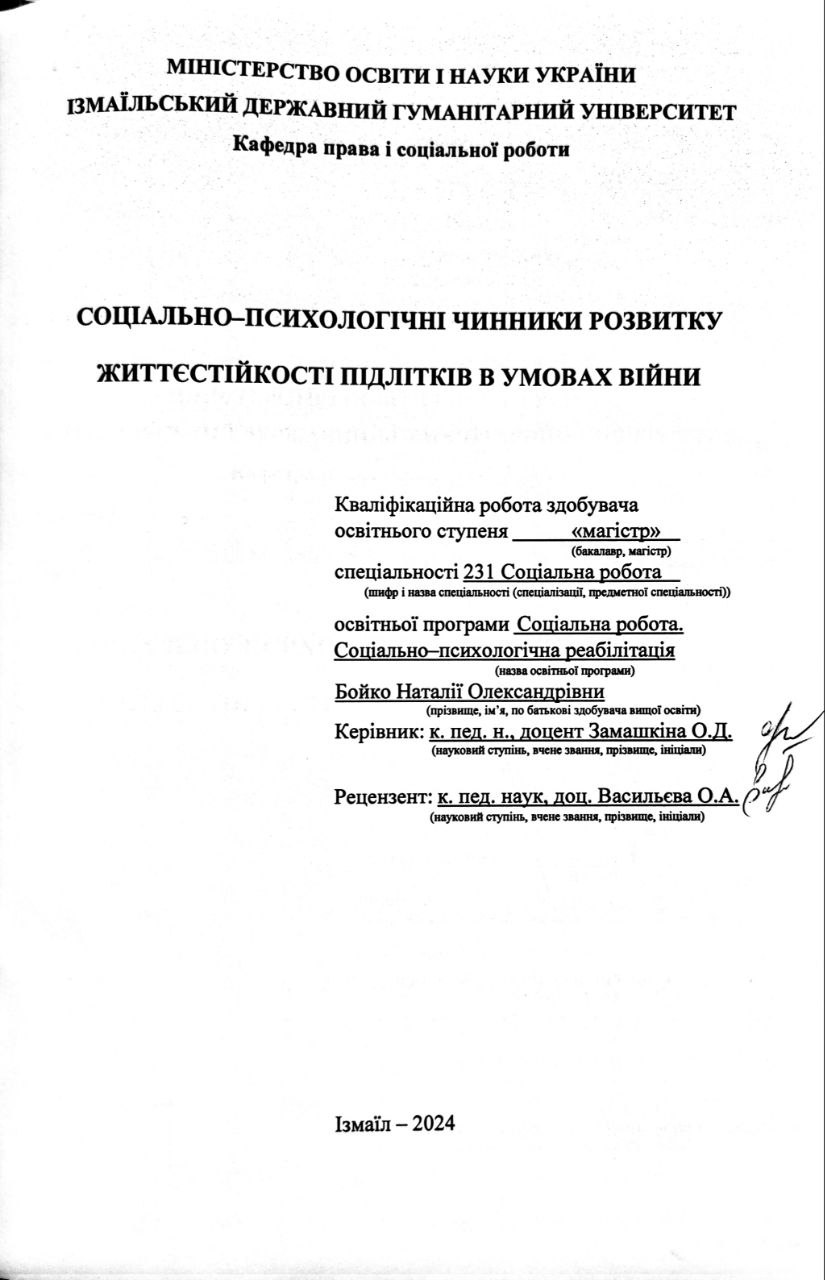 МІНІСТЕРСТВО ОСВІТИ І НАУКИ УКРАЇНИ
ІЗМАЇЛЬСЬКИЙ ДЕРЖАВНИЙ ГУМАНІТАРНИЙ УНІВЕРСИТЕТ
Кафедра права і соціальної роботи
СОЦІАЛЬНО–ПСИХОЛОГІЧНІ ЧИННИКИ РОЗВИТКУ
ЖИТТЄСТІЙКОСТІ ПІДЛІТКІВ В УМОВАХ ВІЙНИ
Кваліфікаційна робота здобувача
освітнього ступеня «магістр»
(бакалавр, магістр)
спеціальності 231 Соціальна робота
(шифр і назва спеціальності (спеціалізації, предметної спеціальності))
освітньої програми Соціальна робота.
Соціально–психологічна реабілітація
(назва освітньої програми)
Бойко Наталії Олександрівни
(прізвище, ім’я, по батькові здобувача вищої освіти)
Керівник: к. пед. н., доцент Замашкіна О.Д.
(науковий ступінь, вчене звання, прізвище, ініціали)
Рецензент: к. пед. наук, доц. Васильєва О.А.
(науковий ступінь, вчене звання, прізвище, ініціали)
Ізмаїл – 2024